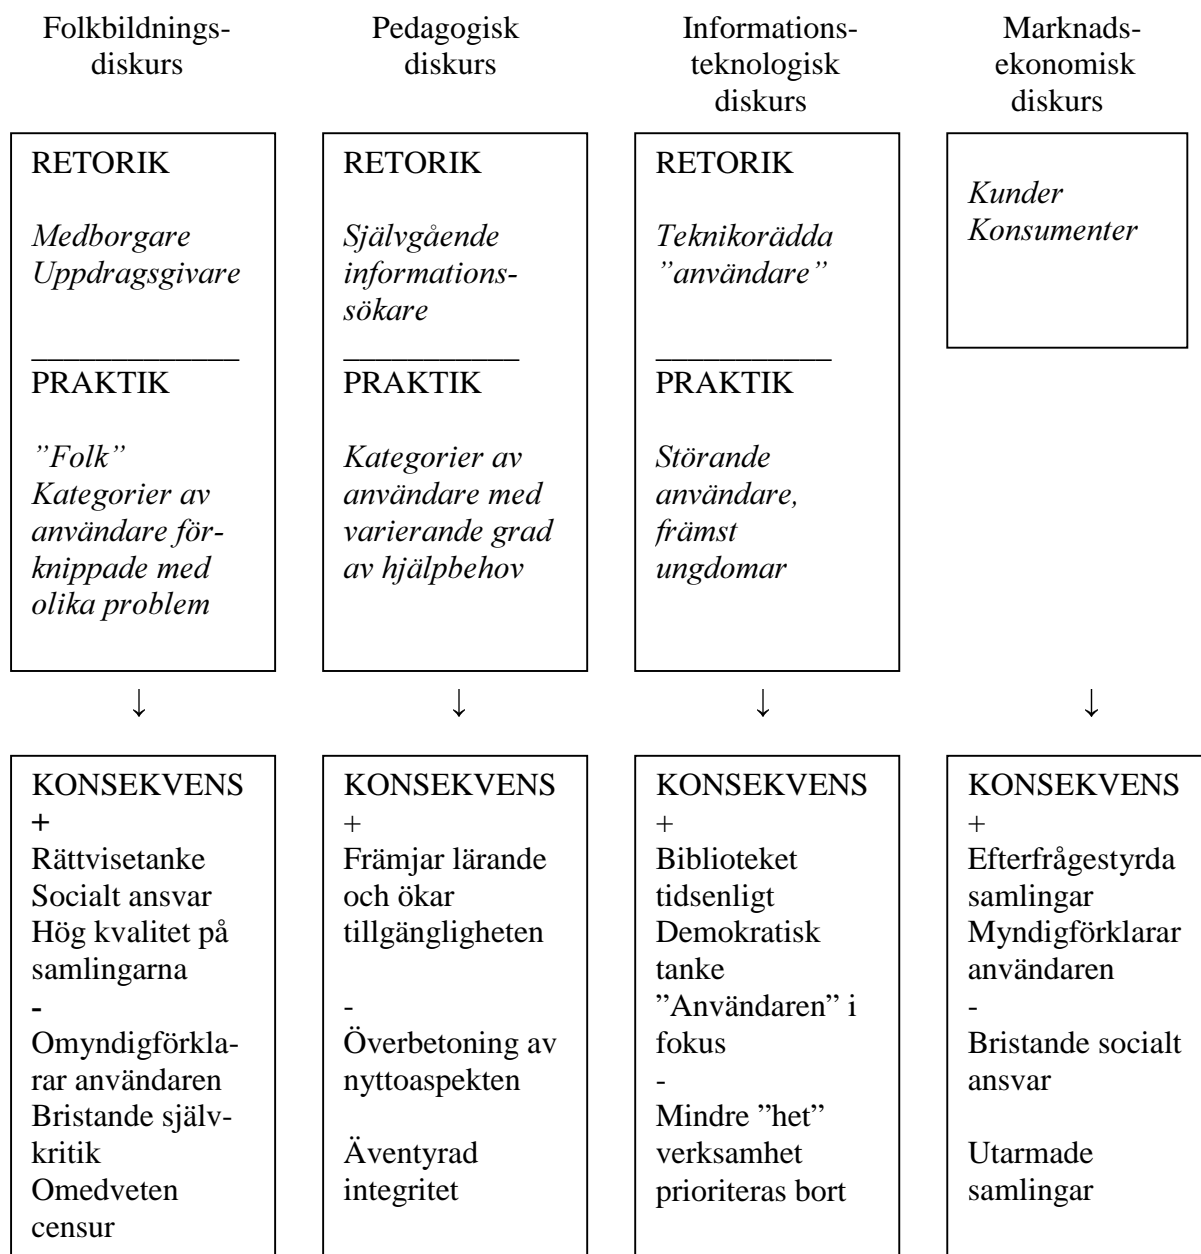 Folkbildnings-
diskurs
Pedagogisk
diskurs
Informations-
teknologisk
diskurs
Marknads-
ekonomisk
diskurs
RETORIK
Medborgare
Uppdragsgivare
PRAKTIK
”Folk”
Kategorier av
användare för-
knippade med
olika problem
RETORIK
Självgående
informations-
sökare
PRAKTIK
Kategorier av
användare med
varierande grad
av hjälpbehov
RETORIK
Teknikorädda
”användare”
PRAKTIK
Störande
användare,
främst
ungdomar
Kunder
Konsumenter
↓
↓
↓
↓
KONSEKVENS
+
Rättvisetanke
Socialt ansvar
Hög kvalitet på
samlingarna
-
Omyndigförkla-
rar användaren
Bristande själv-
kritik
Omedveten
censur
KONSEKVENS
+
Främjar lärande
och ökar
tillgängligheten
-
Överbetoning av
nyttoaspekten
Äventyrad
integritet
KONSEKVENS
+
Biblioteket
tidsenligt
Demokratisk
tanke
”Användaren” i
fokus
-
Mindre ”het”
verksamhet
prioriteras bort
KONSEKVENS
+
Efterfrågestyrda
samlingar
Myndigförklarar
användaren
-
Bristande socialt
ansvar
Utarmade
samlingar